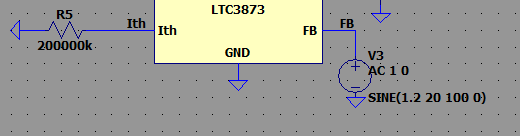 LTC3873
R5
Ith
Ith
FB
FB
200000k
GND
V3
AC 1 0
SINE(1.2 20 100 0)